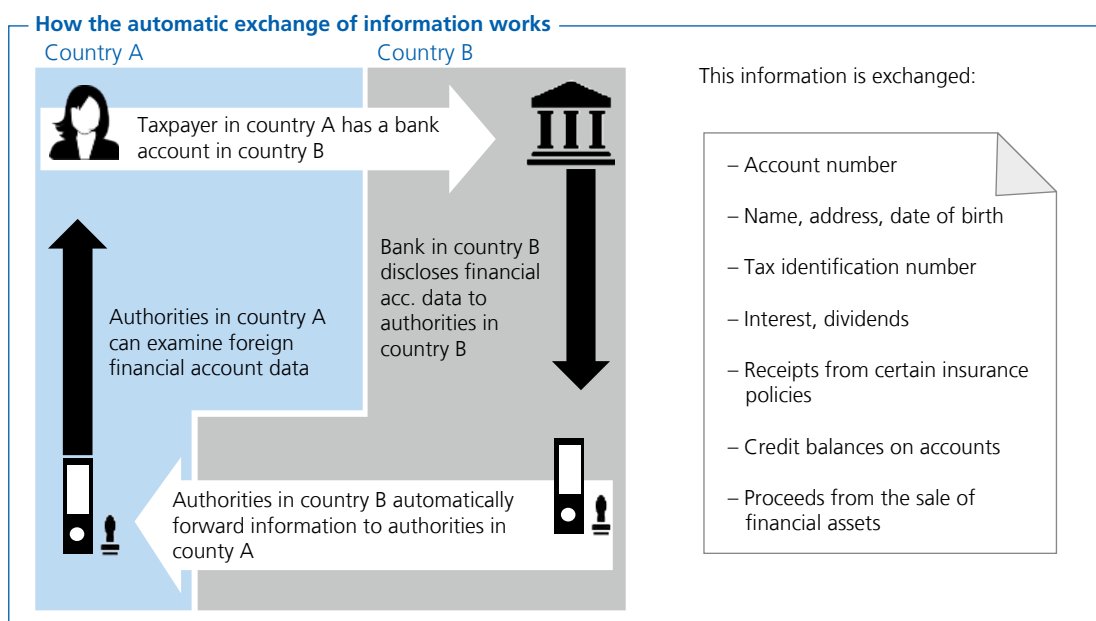 How the automatic exchange of information works
Country A
Country B
Taxpayer in country A has a bank
account in country B
Bank in country B
discloses financial
acc. data to
authorities in
country B
Authorities in country B automatically
forward information to authorities in
county A
Authorities in country A
can examine foreign
financial account data
This information is exchanged:
– Account number
– Name, address, date of birth
– Tax identification number
– Interest, dividends
– Receipts from certain insurance
policies
– Credit balances on accounts
– Proceeds from the sale of
financial assets